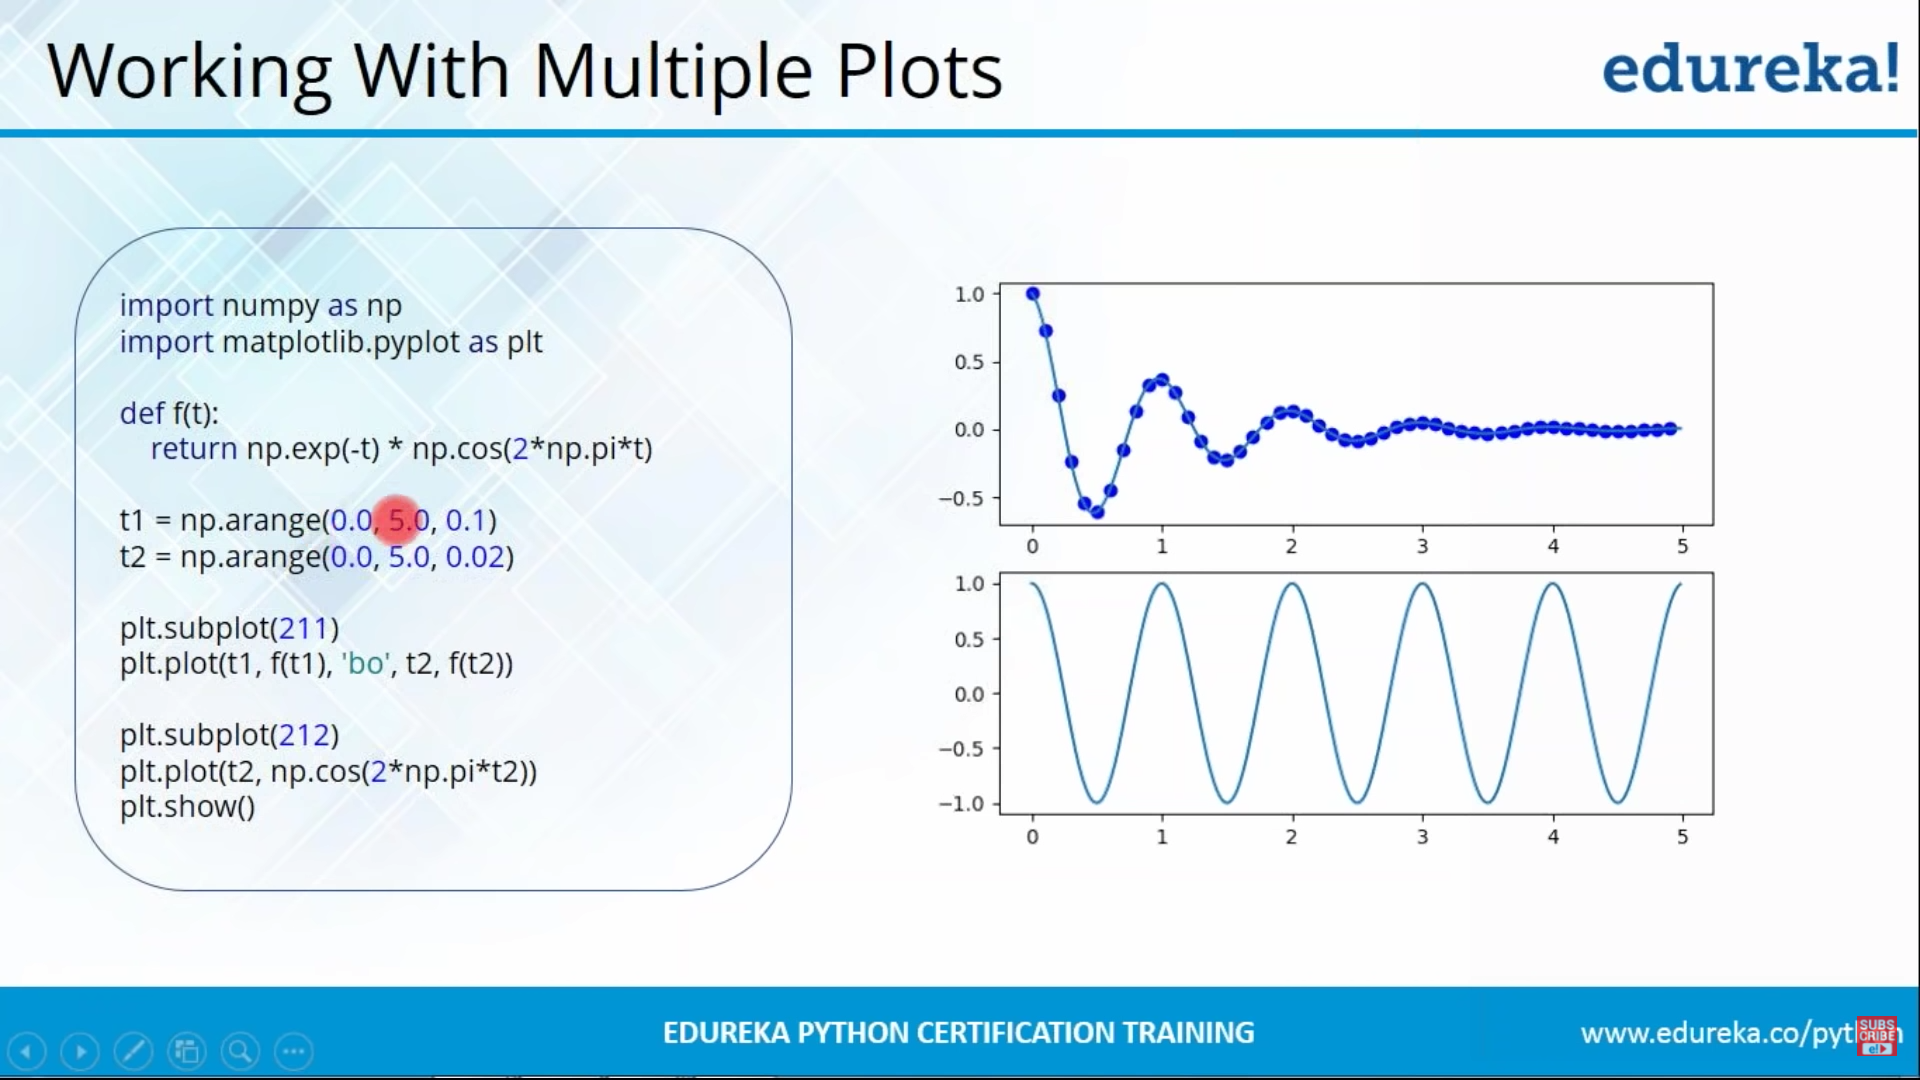 Working With Multiple Plots
edureka!
import numpy as np
import matplotlib.pyplot as plt
def f(t):
return np.exp(-t) * np.cos(2*np.pi*t)
t1 = np.arange(0.0, 5.0, 0.1)
t2 = np.arange(0.0, 5.0, 0.02)
plt.subplot(211)
plt.plot(t1, f(t1), 'bo', t2, f(t2))
plt.subplot(212)
plt.plot(t2, np.cos(2*np.pi*t2))
plt.show()
1.0
0.5
0.0
−0.5
0 1 2 3 4 5
1.0
0.5
0.0
−0.5
−1.0
0 1 2 3 4 5
EDUREKA PYTHON CERTIFICATION TRAINING
www.edureka.co/pyt
SUBS
CRIBE
e!